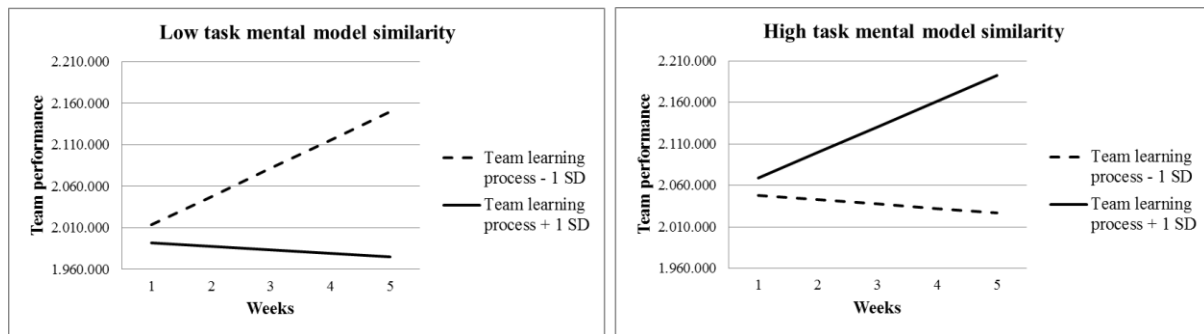 Low task mental model similarity
2.210.000
2.160.000
2.110.000
2.060.000
2.010.000
1.960.000
Team performance
1 2 3 4 5
Weeks
Team learning
process - 1 SD
Team learning
process + 1 SD
High task mental model similarity
2.210.000
2.160.000
2.110.000
2.060.000
2.010.000
1.960.000
Team performance
1 2 3 4 5
Weeks
Team learning
process - 1 SD
Team learning
process + 1 SD